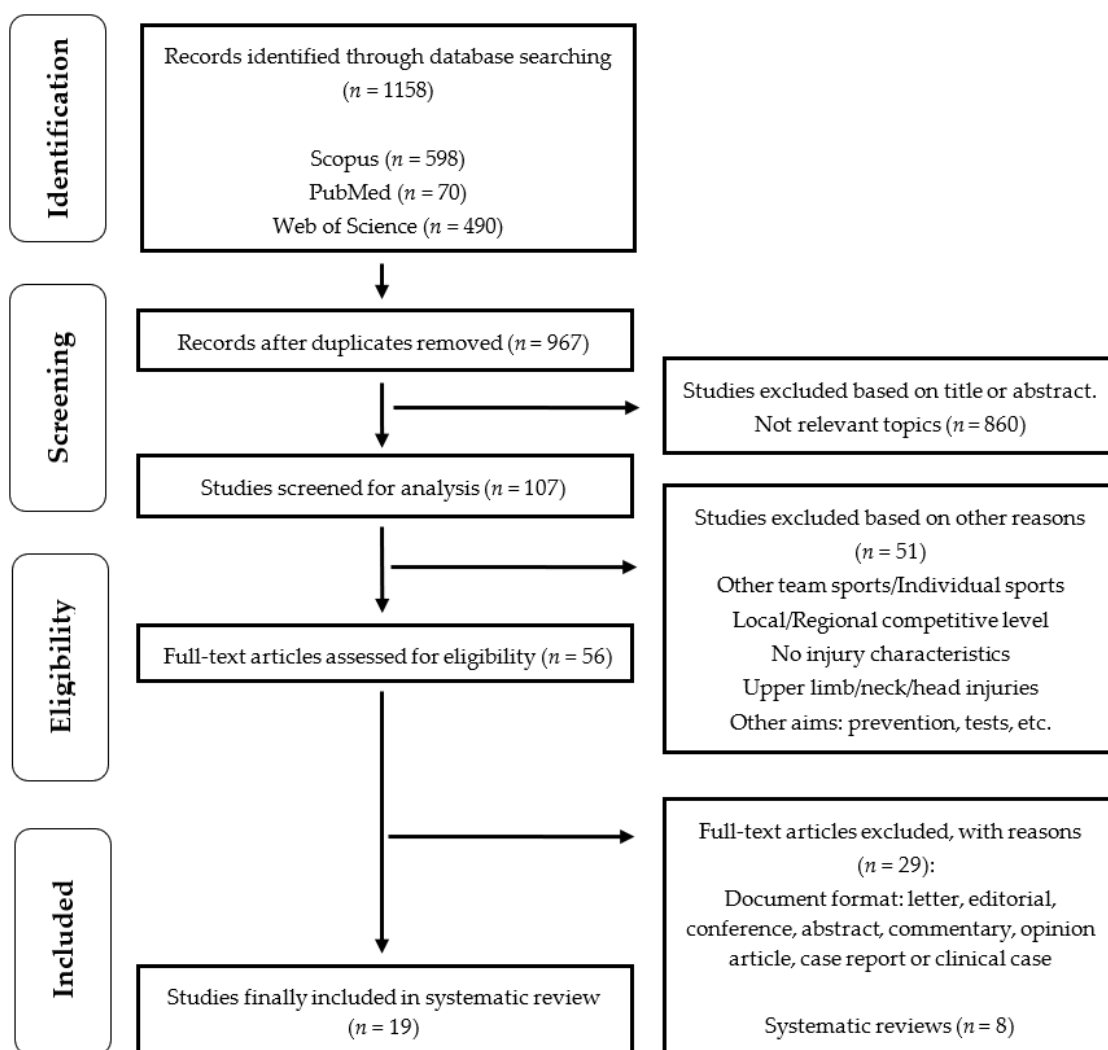 Identification
Records identified through database searching
(n = 1158)
Scopus (n = 598)
PubMed (n = 70)
Web of Science (n = 490)
Screening
Records after duplicates removed (n = 967)
Studies excluded based on title or abstract.
Not relevant topics (n = 860)
Studies screened for analysis (n = 107)
Studies excluded based on other reasons
(n = 51)
Other team sports/Individual sports
Local/Regional competitive level
No injury characteristics
Upper limb/neck/head injuries
Other aims: prevention, tests, etc.
Eligibility
Full-text articles assessed for eligibility (n = 56)
Full-text articles excluded, with reasons
(n = 29):
Document format: letter, editorial,
conference, abstract, commentary, opinion
article, case report or clinical case
Systematic reviews (n = 8)
Included
Studies finally included in systematic review
(n = 19)